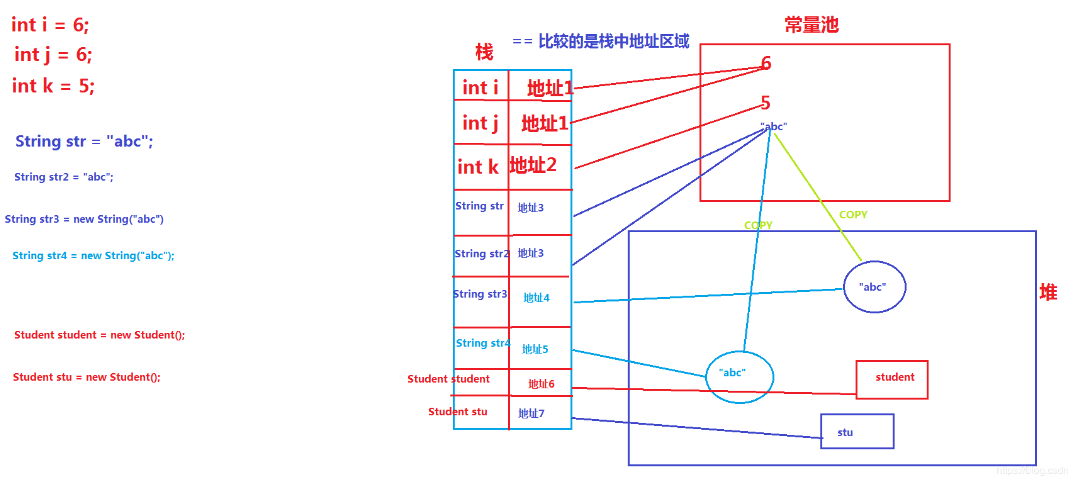 int i = 6;
int j = 6;
int k = 5;
String str = "abc";
String str2 = "abc";
String str3 = new String("abc")
String str4 = new String("abc");
Student student = new Student();
Student stu = new Student();
== 比较的是栈中地址区域
栈
int i 地址1
int j 地址1
int k 地址2
String str 地址3
String str2 地址3
String str3 地址4
String str4 地址5
Student student 地址6
Student stu 地址7
常量池
6
5
"abc"
COPY
COPY
堆
"abc"
"abc"
student
stu
https://blog.csdn